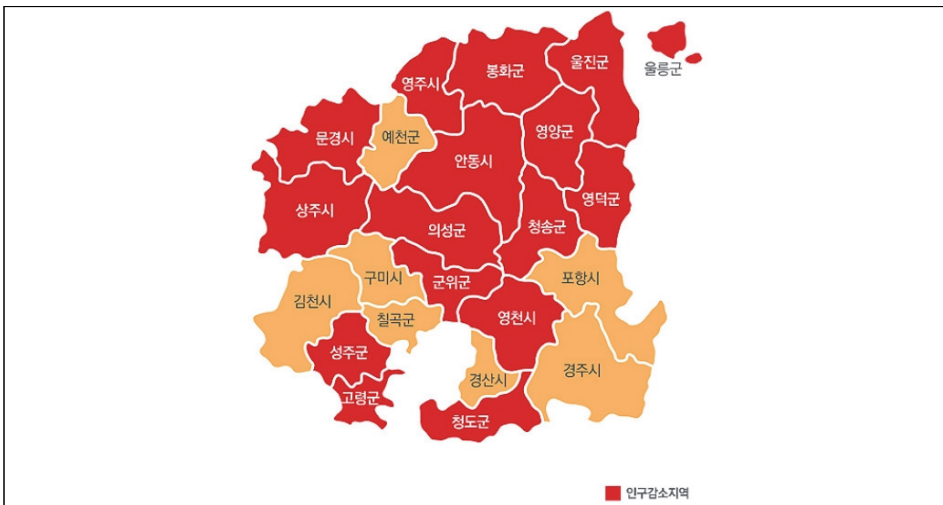 울진군
봉화군
울릉군
영주시
영양군
예천군
문경시
안동시
영덕군
상주시
청송군
의성군
구미시
군위군
포항시
김천시
칠곡군
영천시
성주군
경산시
경주시
고령군
청도군
인구감소지역